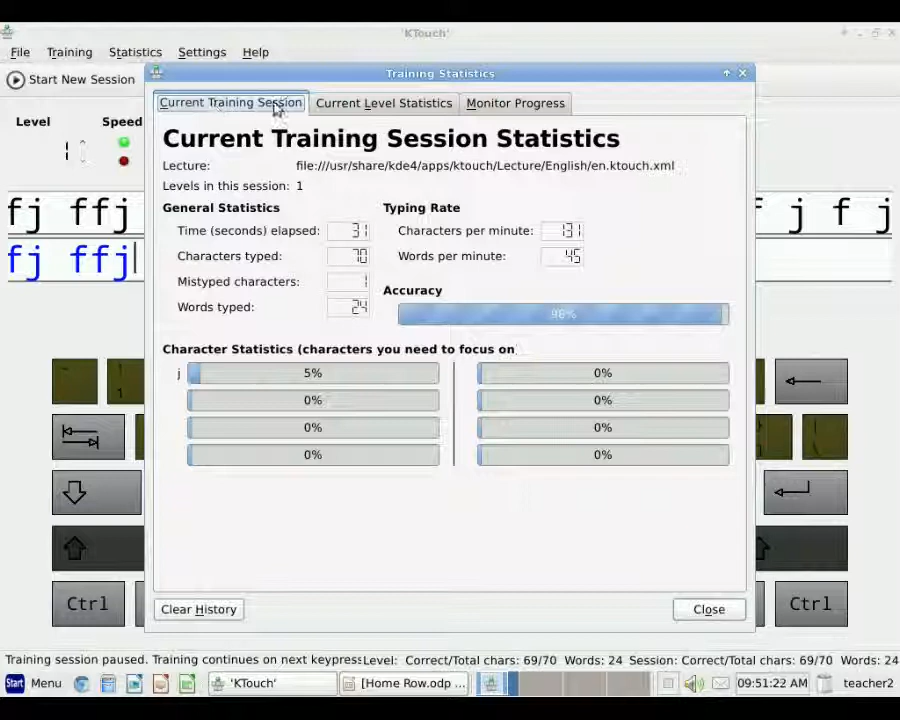 'KTouch'
File Training Statistics Settings Help
Start New Session
Training Statistics
Current Training Session Current Level Statistics Monitor Progress
Level Speed
1
Current Training Session Statistics
Lecture: file:///usr/share/kde4/apps/ktouch/Lecture/English/en.ktouch.xml
Levels in this session: 1
General Statistics
Time (seconds) elapsed: 31
Characters typed: 70
Mistyped characters: 1
Words typed: 24
Typing Rate
Characters per minute: 131
Words per minute: 45
Accuracy
98%
fj ffj f j f j
fj ffj
Character Statistics (characters you need to focus on
j 5% 0%
0% 0%
0% 0%
0% 0%
Ctrl Ctrl
Clear History Close
Training session paused. Training continues on next keypress Level: Correct/Total chars: 69/70 Words: 24 Session: Correct/Total chars: 69/70 Words: 24
Start Menu 'KTouch' [Home Row.odp ... 09:51:22 AM teacher2